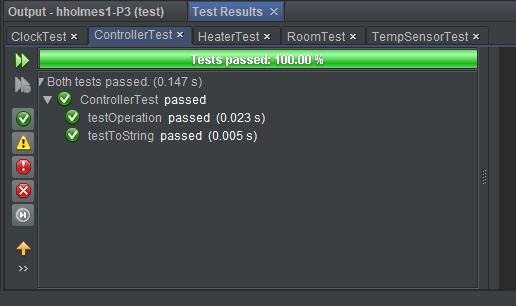 Output - hholmes1-P3 (test) Test Results ×
ClockTest × ControllerTest × HeaterTest × RoomTest × TempSensorTest ×
Tests passed: 100.00 %
Both tests passed. (0.147 s)
ControllerTest passed
testOperation passed (0.023 s)
testToString passed (0.005 s)
>>